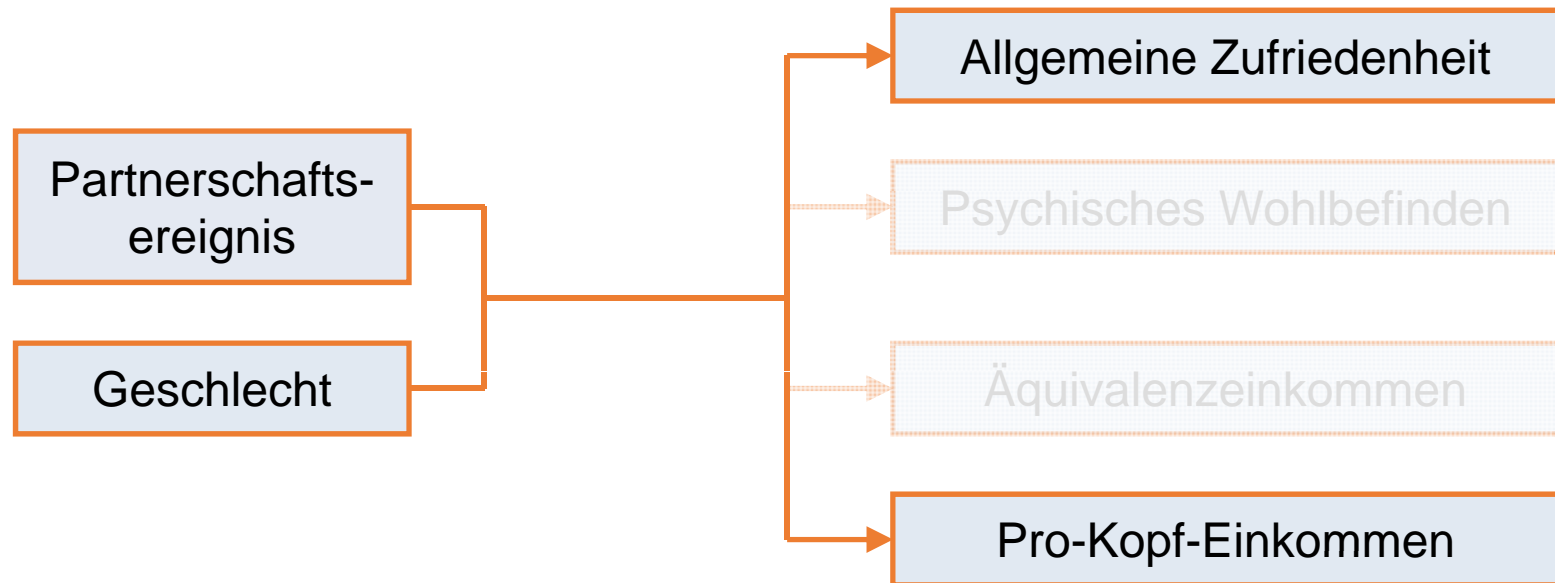 Allgemeine Zufriedenheit
Partnerschafts-
ereignis
Psychisches Wohlbefinden
Geschlecht
Äquivalenzeinkommen
Pro-Kopf-Einkommen